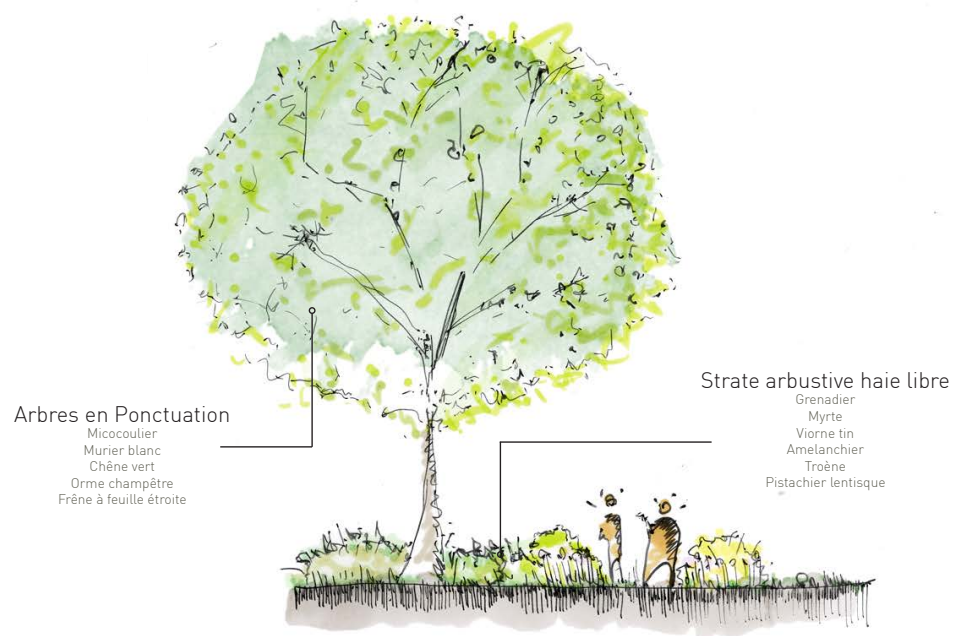 Arbres en Ponctuation
Micocoulier
Murier blanc
Chêne vert
Orme champêtre
Frêne à feuille étroite
Strate arbustive haie libre
Grenadier
Myrte
Viorne tin
Amelanchier
Troène
Pistachier lentisque